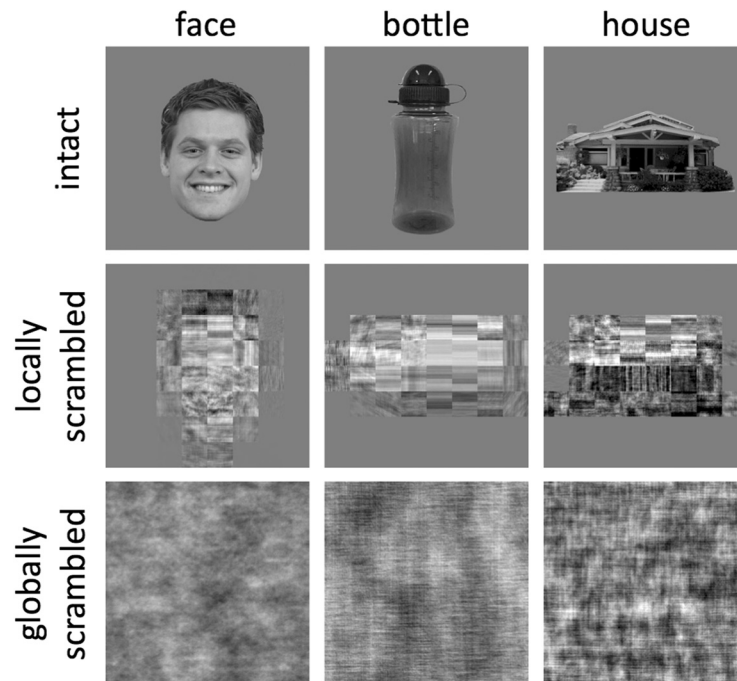 face bottle house
intact
locally
scrambled
globally
scrambled